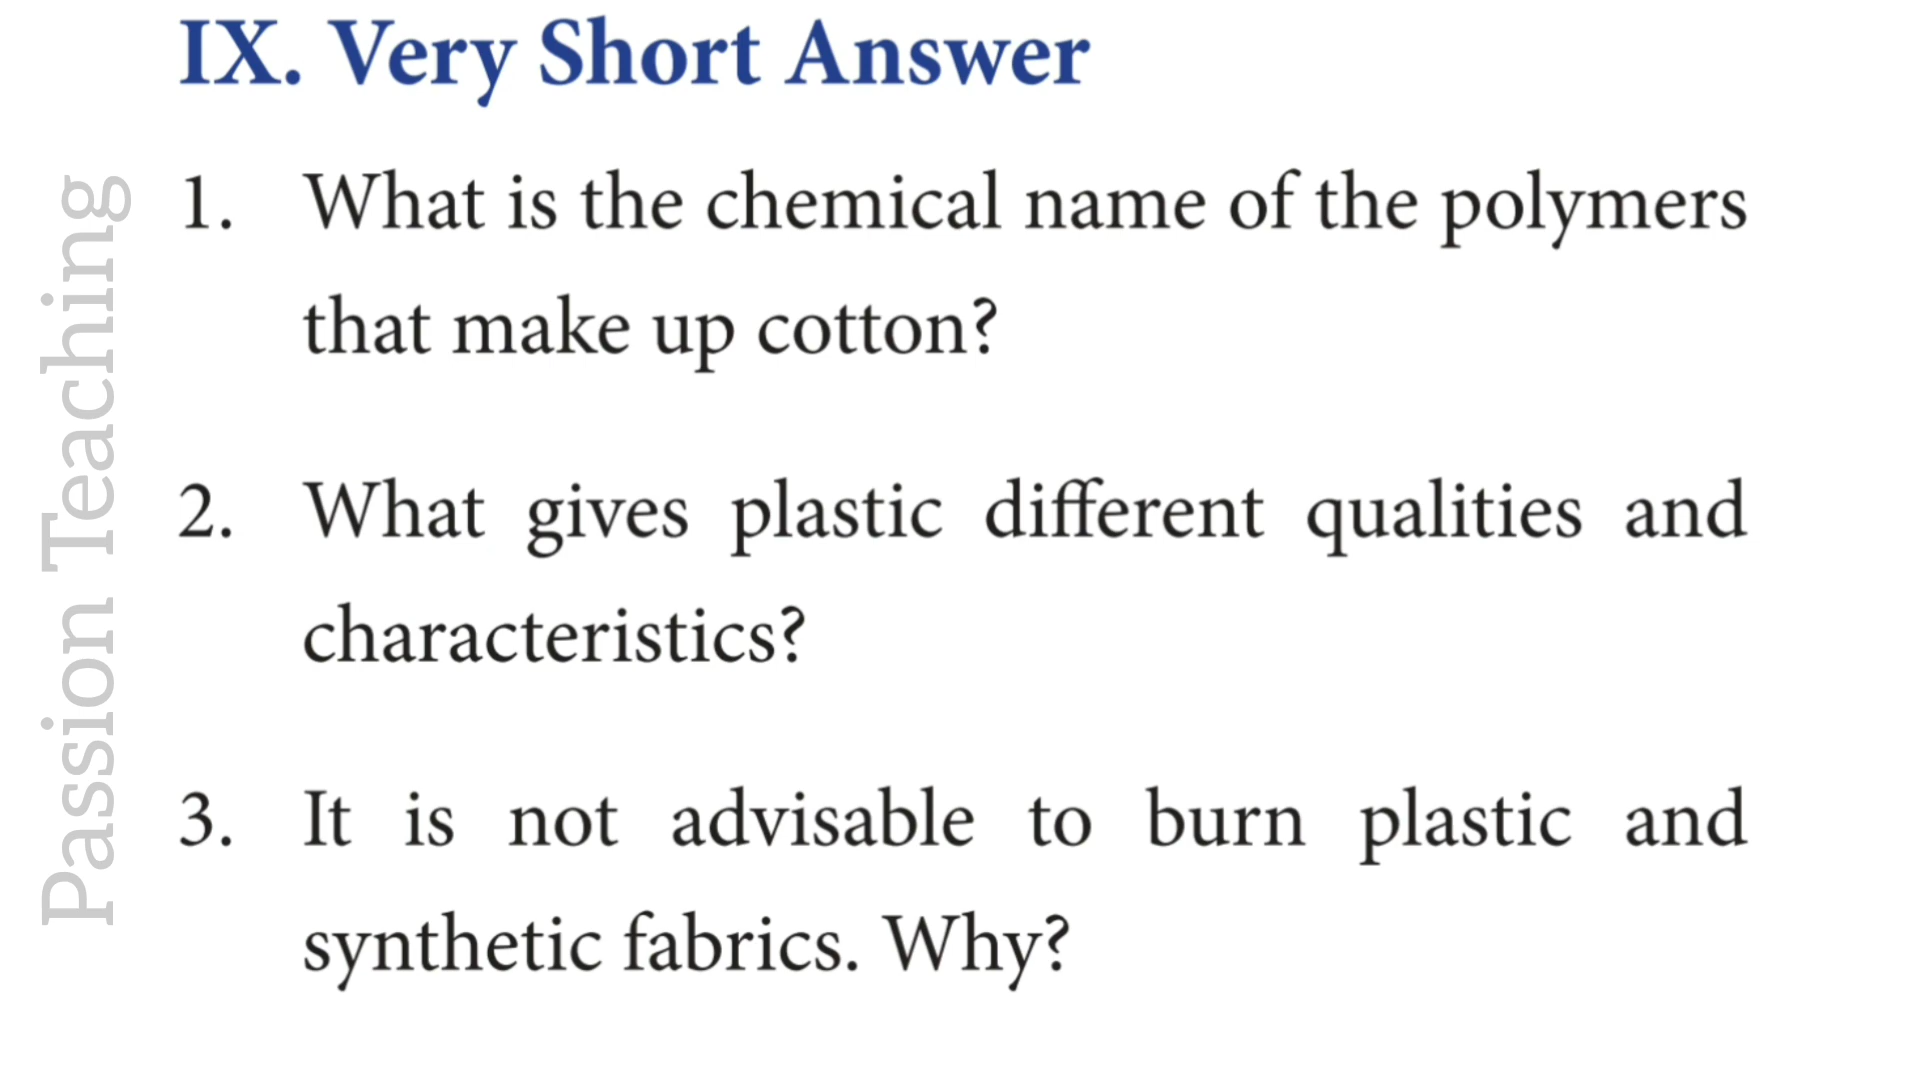 IX. Very Short Answer
1. What is the chemical name of the polymers
that make up cotton?
2. What gives plastic different qualities and
characteristics?
3. It is not advisable to burn plastic and
synthetic fabrics. Why?
Passion Teaching